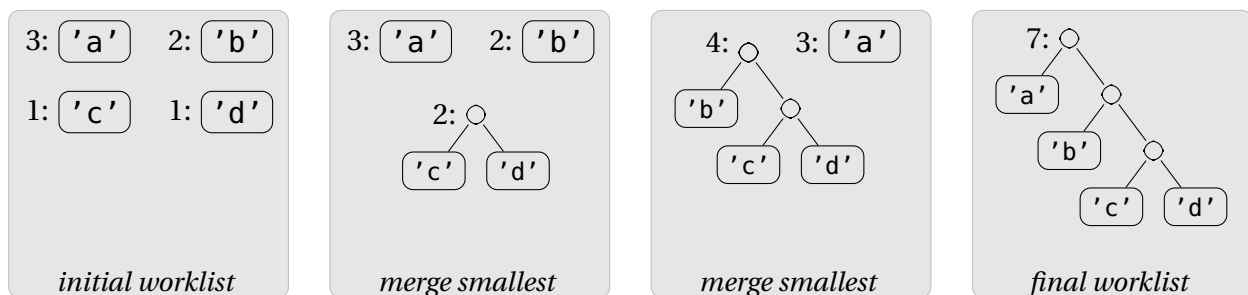 3: 'a' 2: 'b'
1: 'c' 1: 'd'
initial worklist
3: 'a' 2: 'b'
2:
'c' 'd'
merge smallest
4: 3: 'a'
'b'
'c' 'd'
merge smallest
7:
'a'
'b'
'c' 'd'
final worklist